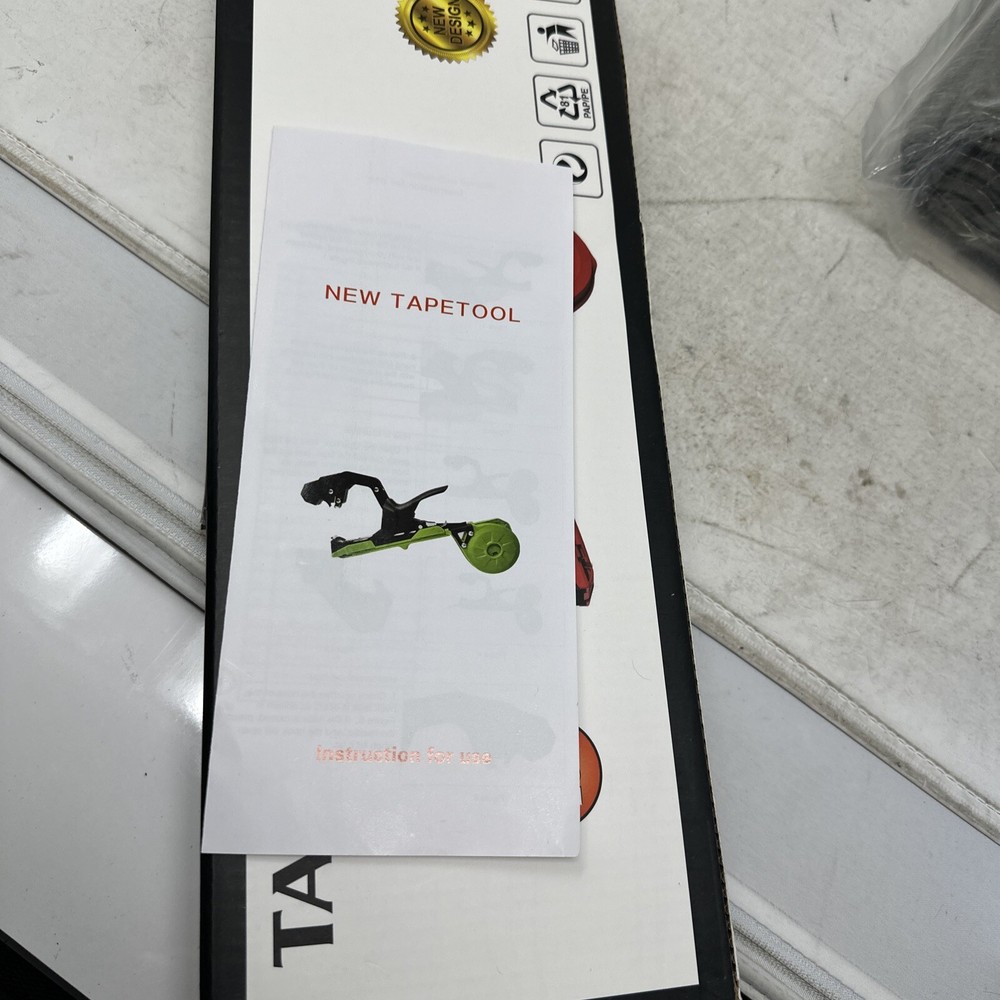 NEW
DESIGN
81
PAP/PE
NEW TAPETOOL
Instruction for use
TA